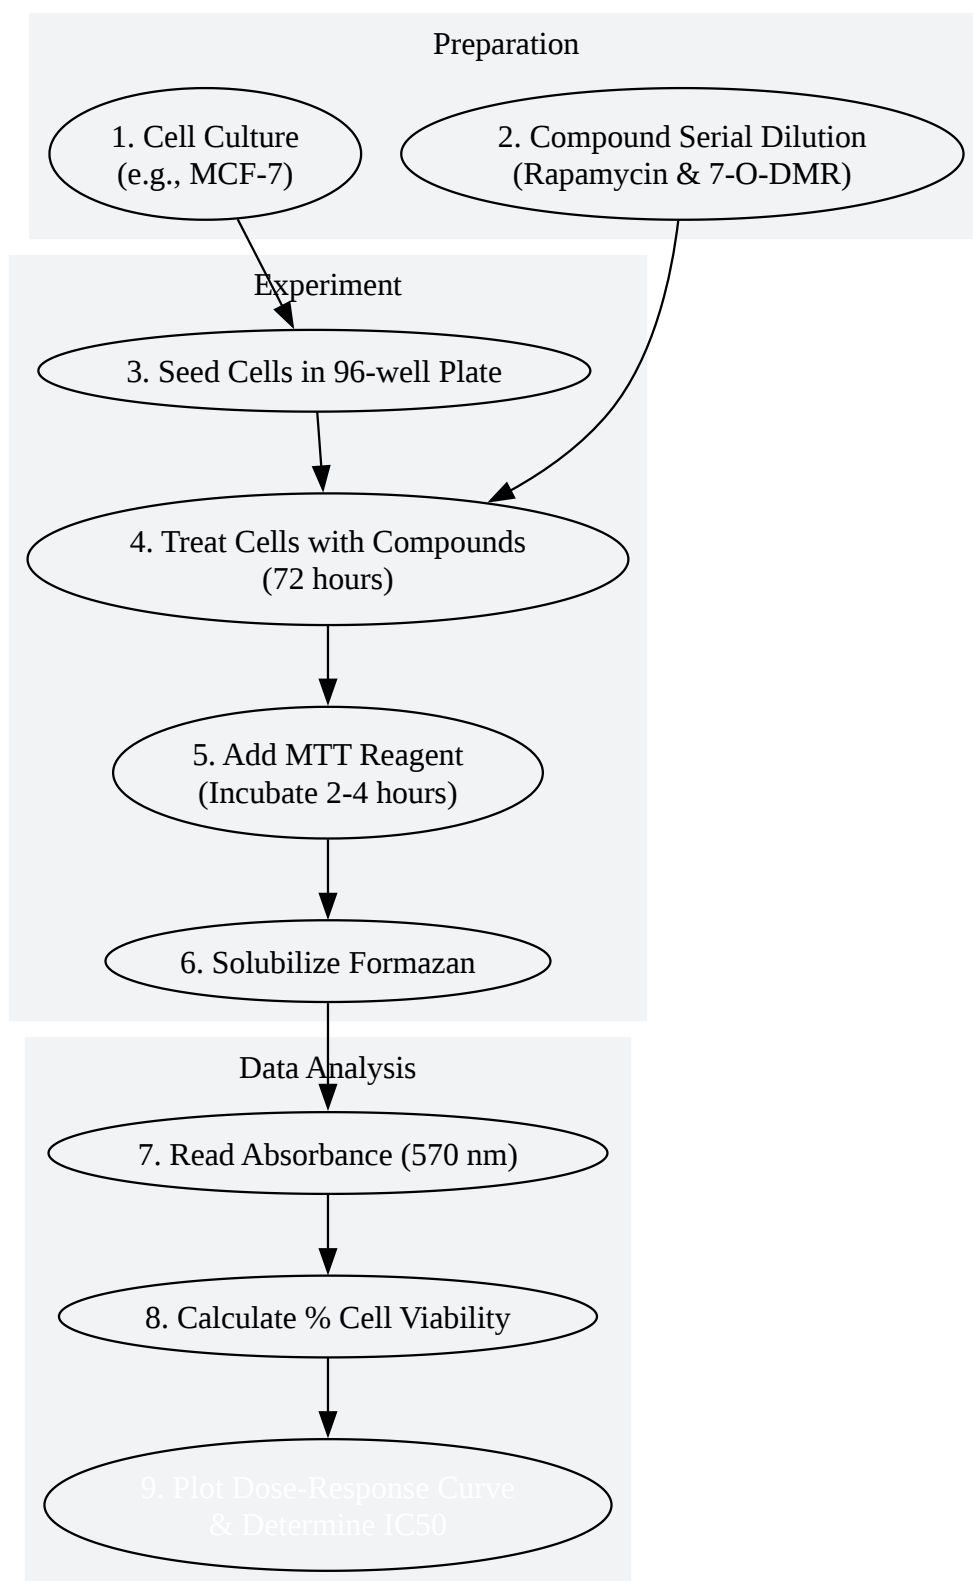 Preparation
1. Cell Culture
(e.g., MCF-7)
2. Compound Serial Dilution
(Rapamycin & 7-O-DMR)
Experiment
3. Seed Cells in 96-well Plate
4. Treat Cells with Compounds
(72 hours)
5. Add MTT Reagent
(Incubate 2-4 hours)
6. Solubilize Formazan
Data Analysis
7. Read Absorbance (570 nm)
8. Calculate % Cell Viability
9. Plot Dose-Response Curve
& Determine IC50